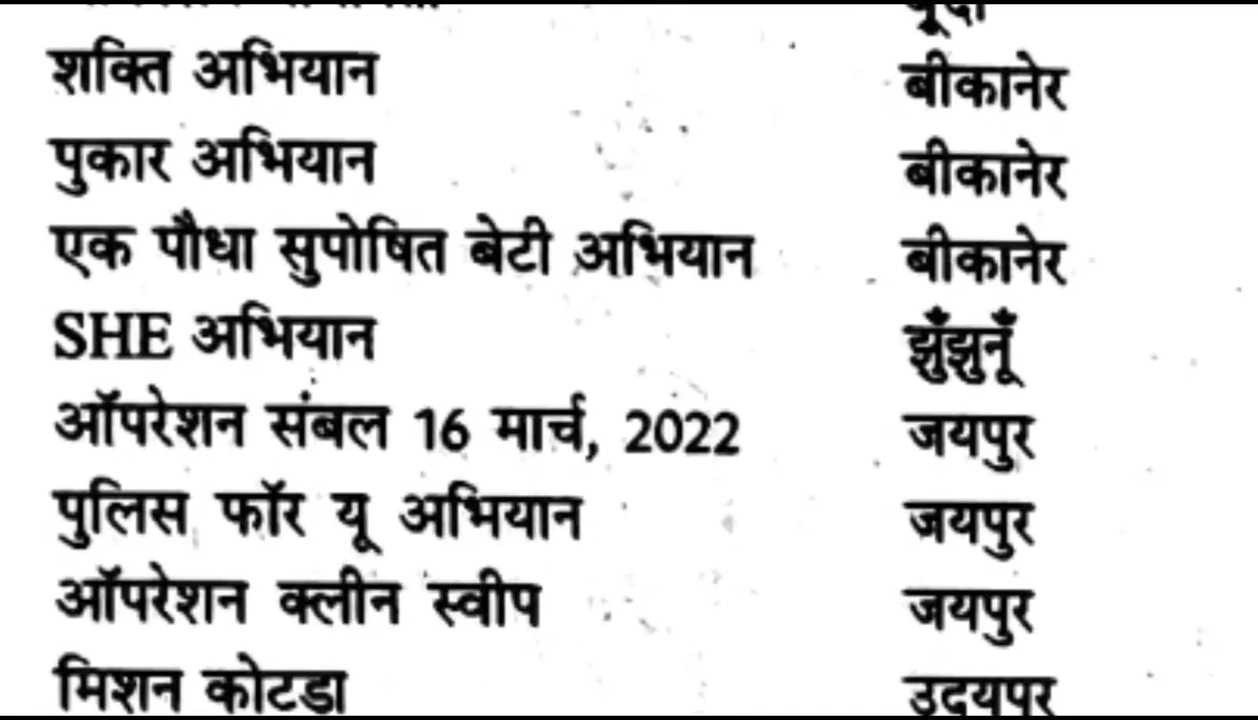 शक्ति अभियान बीकानेर
पुकार अभियान बीकानेर
एक पौधा सुपोषित बेटी अभियान बीकानेर
SHE अभियान झुँझुनूँ
ऑपरेशन संबल 16 मार्च, 2022 जयपुर
पुलिस फॉर यू अभियान जयपुर
ऑपरेशन क्लीन स्वीप जयपुर
मिशन कोटडा उदयपुर